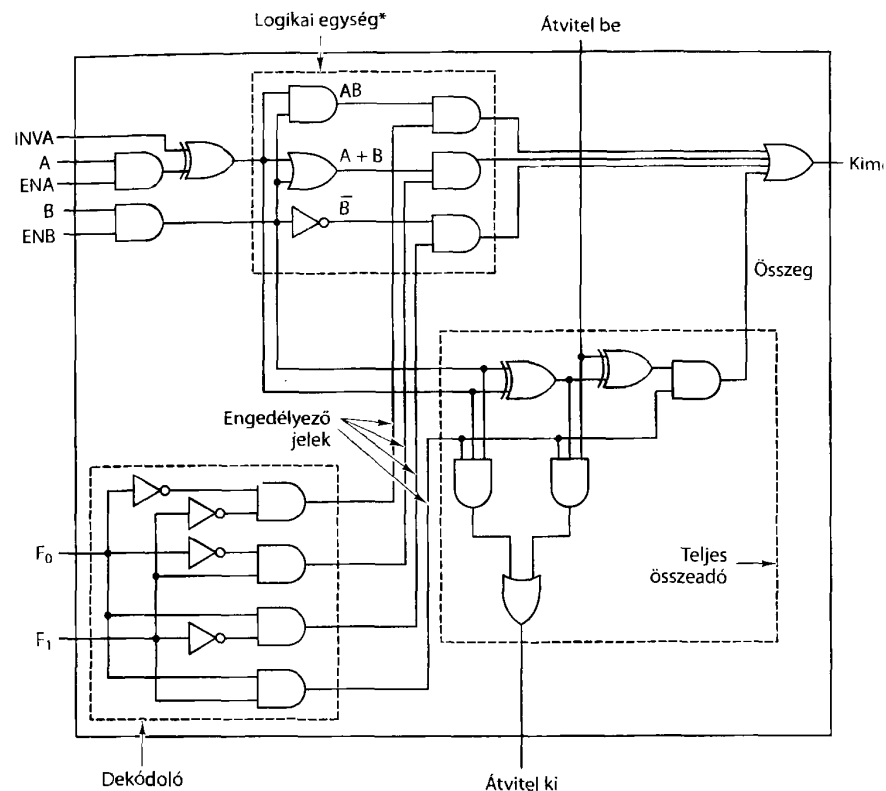 Logikai egység*
Átvitel be
AB
INVA
A
ENA
A + B
Kim
B
ENB
B̅
Összeg
Engedélyező
jelek
F₀
F₁
Teljes
összeadó
Dekódoló
Átvitel ki